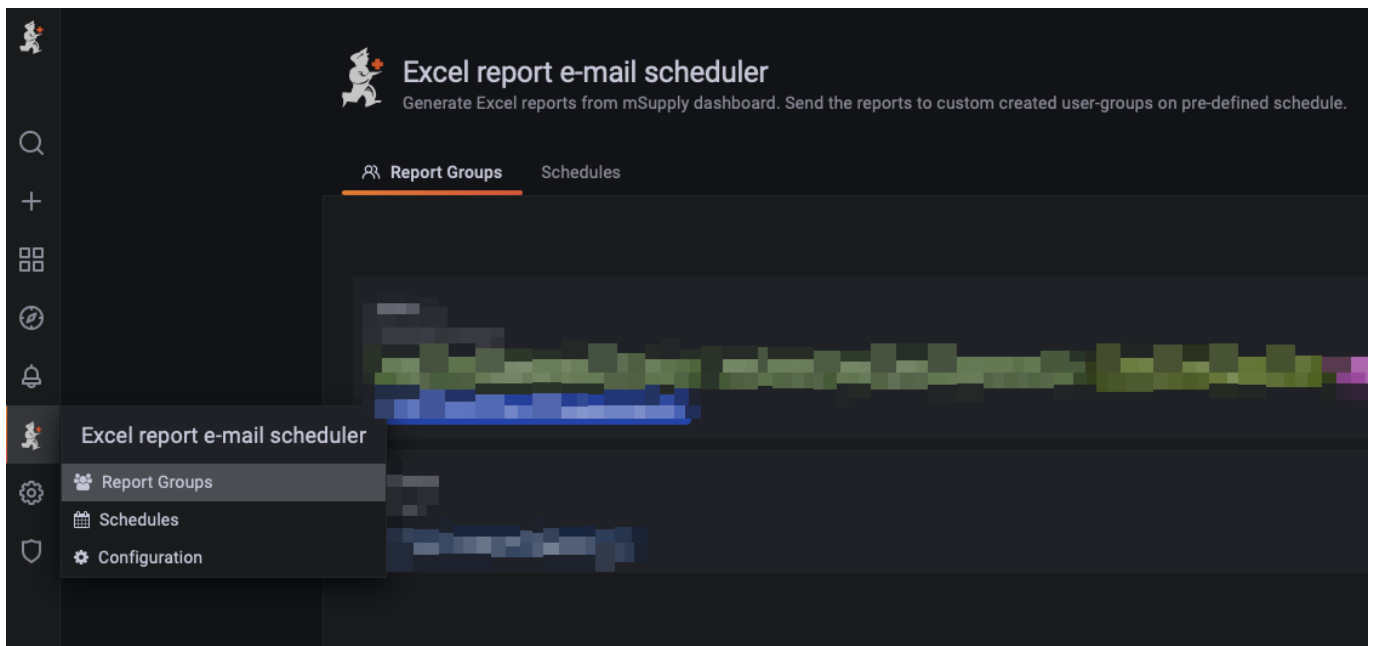 Excel report e-mail scheduler
Generate Excel reports from mSupply dashboard. Send the reports to custom created user-groups on pre-defined schedule.
Report Groups
Schedules
Excel report e-mail scheduler
Report Groups
Schedules
Configuration